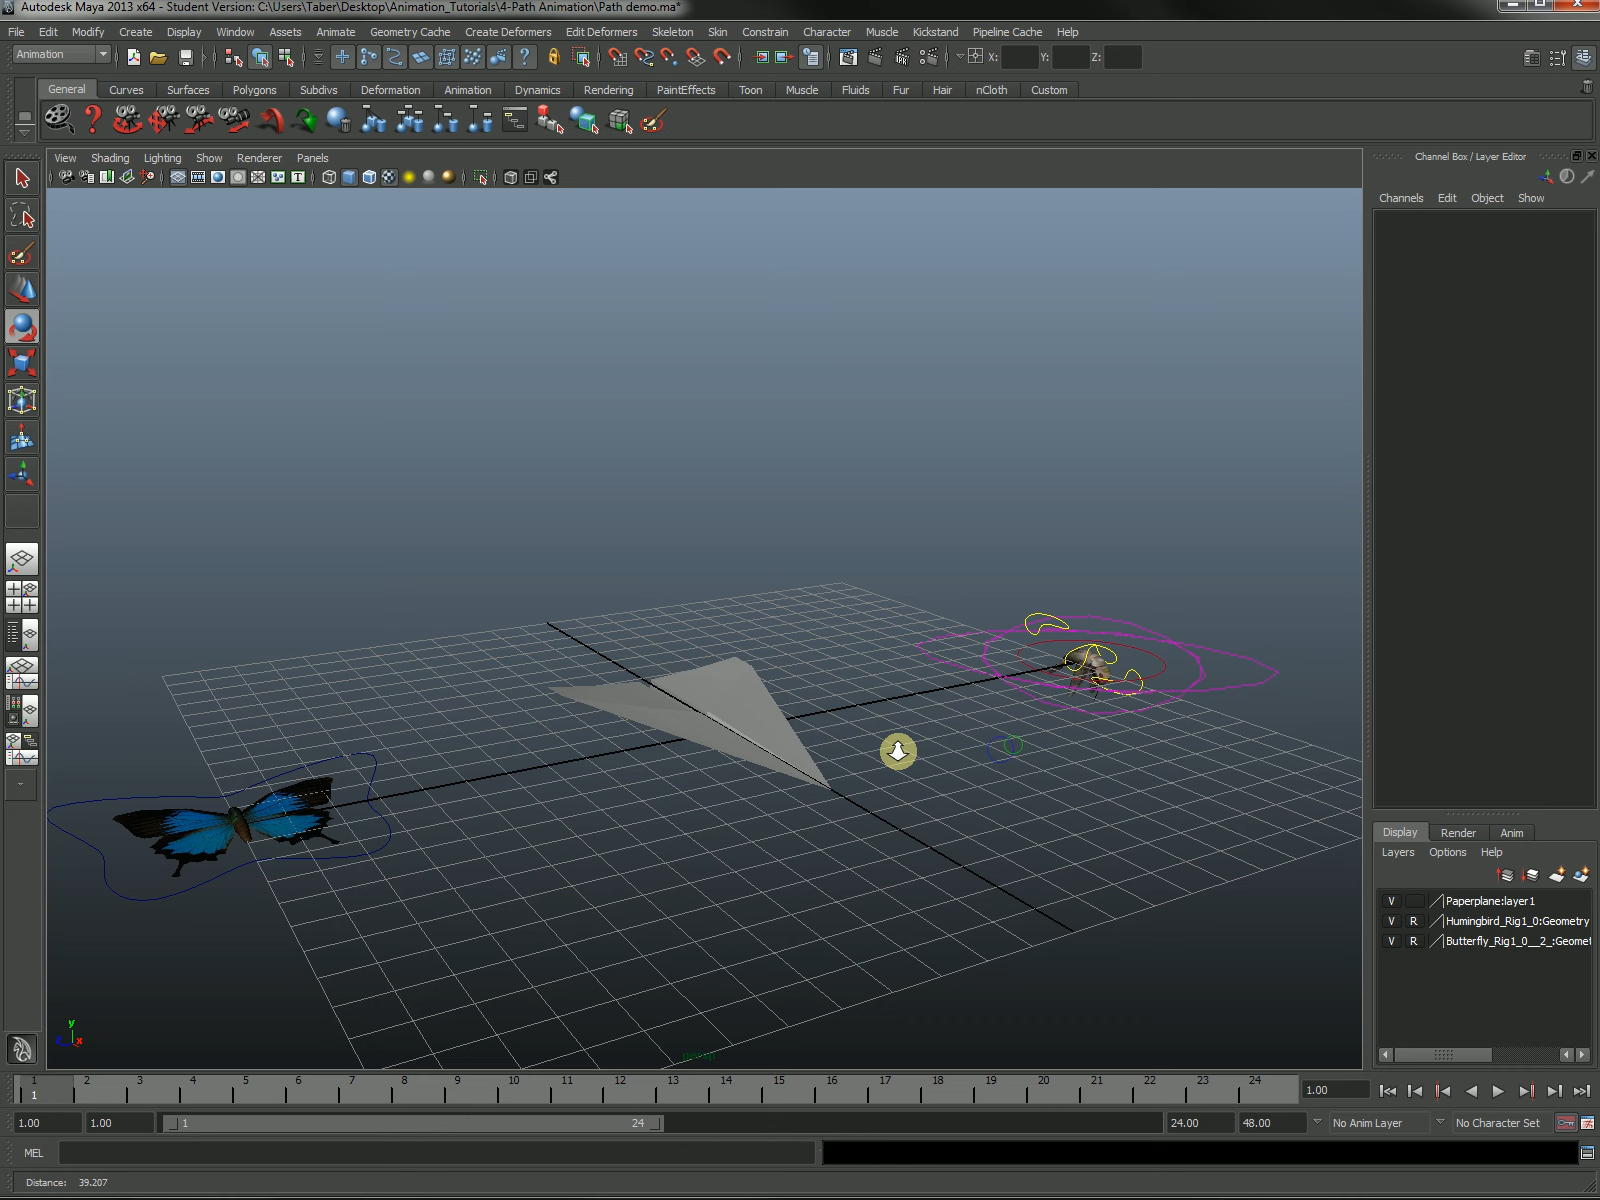 Autodesk Maya 2013 x64 - Student Version: C:\Users\Taber\Desktop\Animation_Tutorials\4-Path Animation\Path demo.ma*
File Edit Modify Create Display Window Assets Animate Geometry Cache Create Deformers Edit Deformers Skeleton Skin Constrain Character Muscle Kickstand Pipeline Cache Help
Animation X: Y: Z:
General Curves Surfaces Polygons Subdivs Deformation Animation Dynamics Rendering PaintEffects Toon Muscle Fluids Fur Hair nCloth Custom
View Shading Lighting Show Renderer Panels
Channel Box / Layer Editor
Channels Edit Object Show
Display Render Anim
Layers Options Help
V Paperplane:layer1
V R Humingbird_Rig1_0:Geometry
V R Butterfly_Rig1_0__2_:Geomet
y
x
persp
1 2 3 4 5 6 7 8 9 10 11 12 13 14 15 16 17 18 19 20 21 22 23 24
1 1.00
1.00 1.00 1 24 24.00 48.00 No Anim Layer No Character Set
MEL
Distance: 39.207